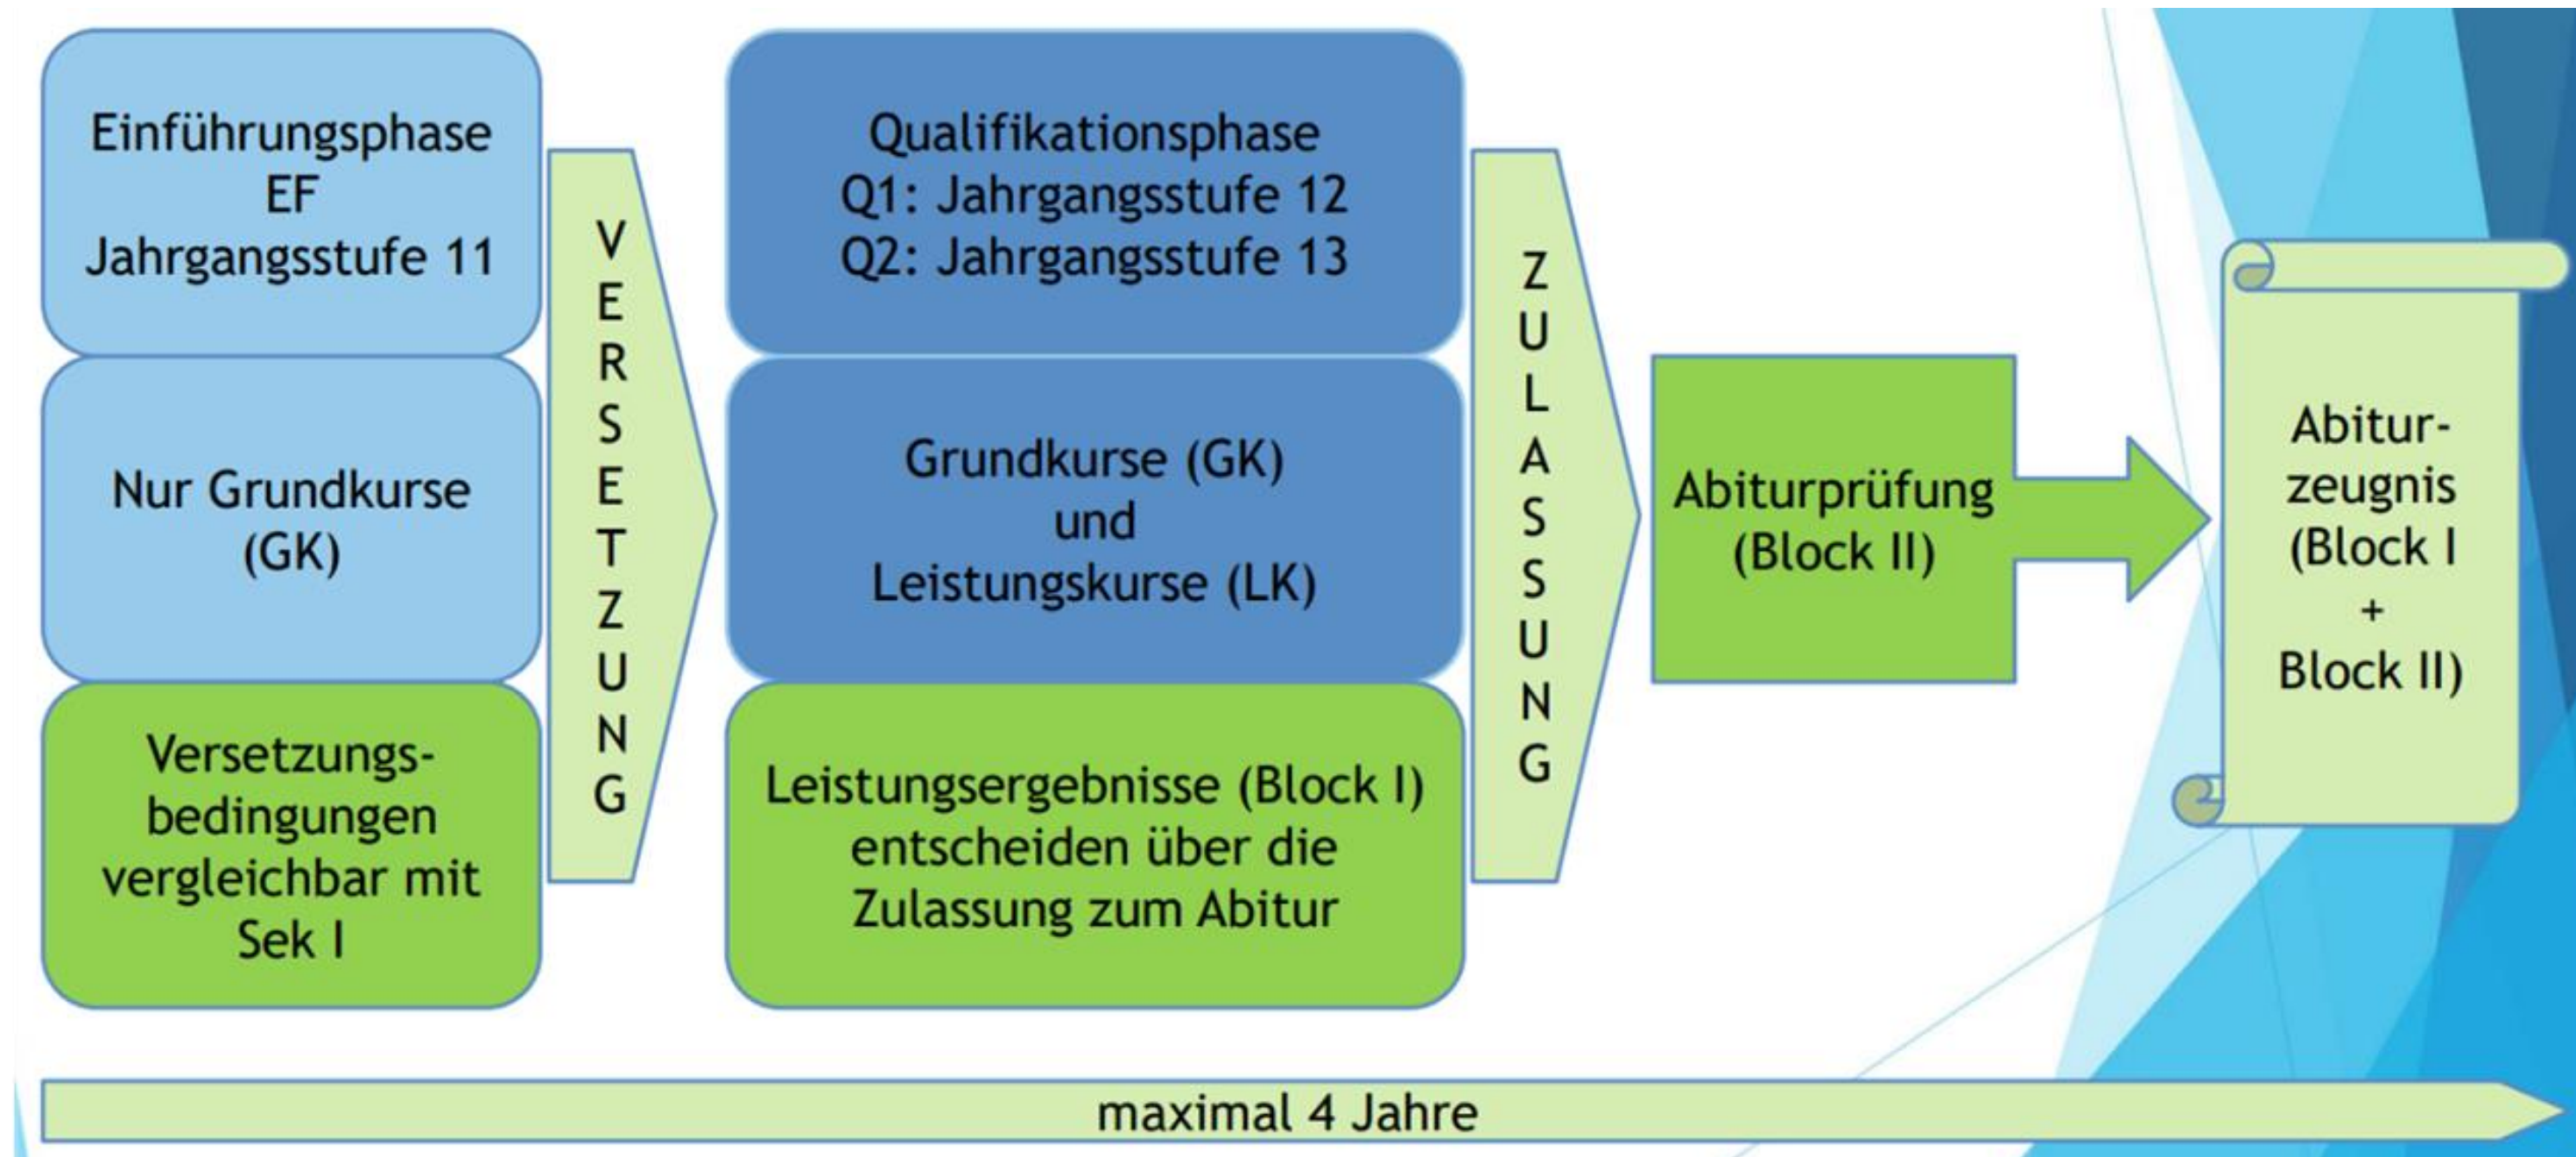 Einführungsphase
EF
Jahrgangsstufe 11
Nur Grundkurse
(GK)
Versetzungs-
bedingungen
vergleichbar mit
Sek I
VERSETZUNG
Qualifikationsphase
Q1: Jahrgangsstufe 12
Q2: Jahrgangsstufe 13
Grundkurse (GK)
und
Leistungskurse (LK)
Leistungsergebnisse (Block I)
entscheiden über die
Zulassung zum Abitur
ZULASSUNG
Abiturprüfung
(Block II)
Abitur-
zeugnis
(Block I
+
Block II)
maximal 4 Jahre